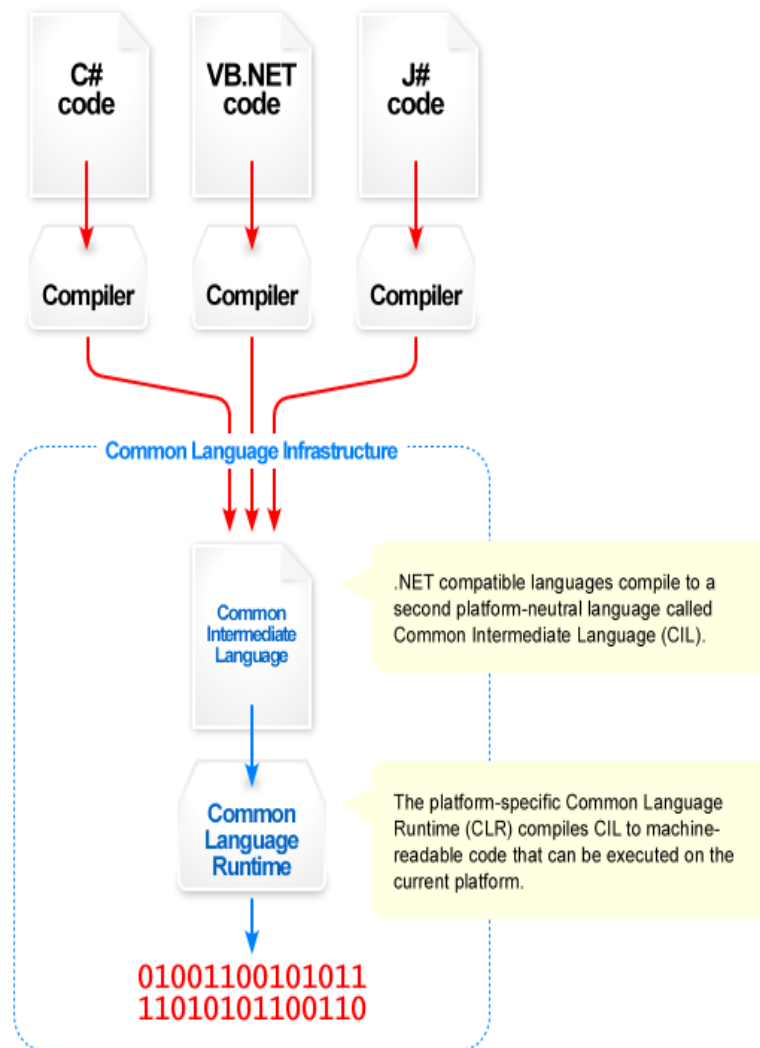 C#
code
VB.NET
code
J#
code
Compiler
Compiler
Compiler
Common Language Infrastructure
Common
Intermediate
Language
.NET compatible languages compile to a
second platform-neutral language called
Common Intermediate Language (CIL).
Common
Language
Runtime
The platform-specific Common Language
Runtime (CLR) compiles CIL to machine-
readable code that can be executed on the
current platform.
01001100101011
11010101100110